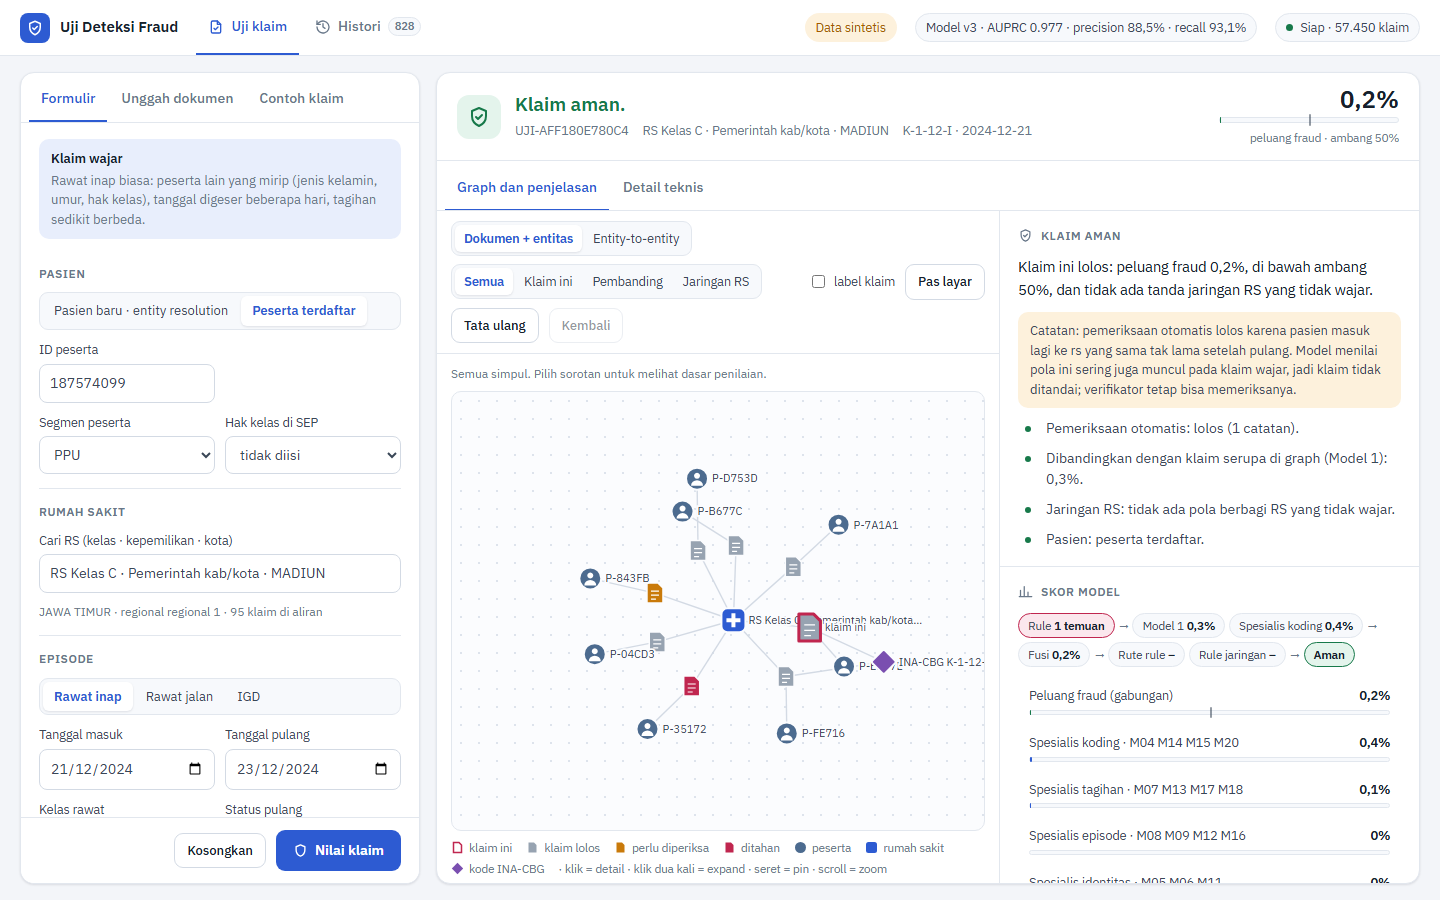 Uji Deteksi Fraud
Uji klaim
Histori 828
Data sintetis
Model v3 · AUPRC 0.977 · precision 88,5% · recall 93,1%
Siap · 57.450 klaim
Formulir
Unggah dokumen
Contoh klaim
Klaim wajar
Rawat inap biasa: peserta lain yang mirip (jenis kelamin,
umur, hak kelas), tanggal digeser beberapa hari, tagihan
sedikit berbeda.
PASIEN
Pasien baru · entity resolution
Peserta terdaftar
ID peserta
187574099
Segmen peserta
Hak kelas di SEP
PPU
tidak diisi
RUMAH SAKIT
Cari RS (kelas · kepemilikan · kota)
RS Kelas C · Pemerintah kab/kota · MADIUN
JAWA TIMUR · regional regional 1 · 95 klaim di aliran
EPISODE
Rawat inap
Rawat jalan
IGD
Tanggal masuk
Tanggal pulang
21/12/2024
23/12/2024
Kelas rawat
Status pulang
Kosongkan
Nilai klaim
Klaim aman.
UJI-AFF180E780C4 RS Kelas C · Pemerintah kab/kota · MADIUN K-1-12-I · 2024-12-21
0,2%
peluang fraud · ambang 50%
Graph dan penjelasan
Detail teknis
Dokumen + entitas
Entity-to-entity
Semua
Klaim ini
Pembanding
Jaringan RS
label klaim
Pas layar
Tata ulang
Kembali
Semua simpul. Pilih sorotan untuk melihat dasar penilaian.
P-D753D
P-B677C
P-7A1A1
P-843FB
RS Kelas
kab/kota...
klaim ini
P-04CD3
INA-CBG K-1-12-
P-35172
P-FE716
klaim ini
klaim lolos
perlu diperiksa
ditahan
peserta
rumah sakit
kode INA-CBG
· klik = detail · klik dua kali = expand · seret = pin · scroll = zoom
KLAIM AMAN
Klaim ini lolos: peluang fraud 0,2%, di bawah ambang
50%, dan tidak ada tanda jaringan RS yang tidak wajar.
Catatan: pemeriksaan otomatis lolos karena pasien masuk
lagi ke rs yang sama tak lama setelah pulang. Model menilai
pola ini sering juga muncul pada klaim wajar, jadi klaim tidak
ditandai; verifikator tetap bisa memeriksanya.
Pemeriksaan otomatis: lolos (1 catatan).
Dibandingkan dengan klaim serupa di graph (Model 1):
0,3%.
Jaringan RS: tidak ada pola berbagi RS yang tidak wajar.
Pasien: peserta terdaftar.
SKOR MODEL
Rule 1 temuan → Model 1 0,3% Spesialis koding 0,4% →
Fusi 0,2% → Rute rule – Rule jaringan – → Aman
Peluang fraud (gabungan) 0,2%
Spesialis koding · M04 M14 M15 M20 0,4%
Spesialis tagihan · M07 M13 M17 M18 0,1%
Spesialis episode · M08 M09 M12 M16 0%
Spesialis identitas · M05 M06 M11 0%